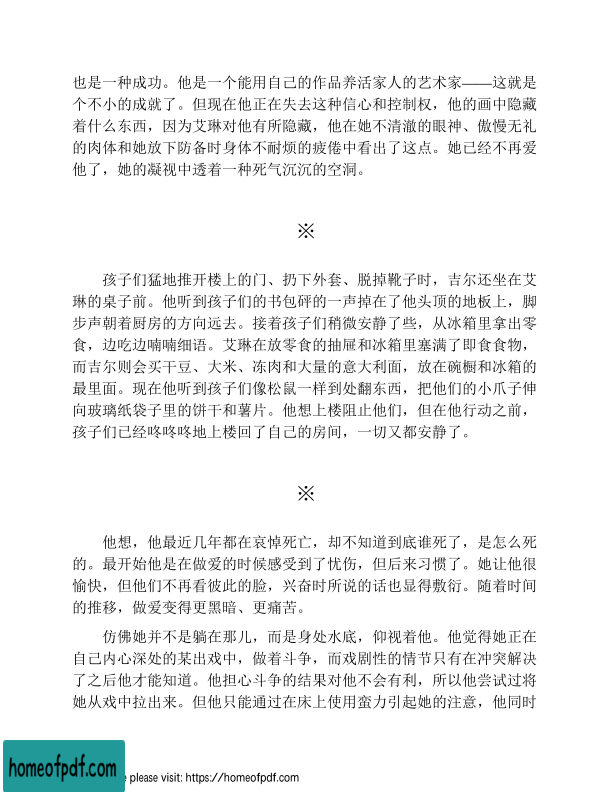 也是一种成功。他是一个能用自己的作品养活家人的艺术家——这就是
个不小的成就了。但现在他正在失去这种信心和控制权，他的画中隐藏
着什么东西，因为艾琳对他有所隐藏，他在她不清澈的眼神、傲慢无礼
的肉体和她放下防备时身体不耐烦的疲倦中看出了这点。她已经不再爱
他了，她的凝视中透着一种死气沉沉的空洞。
※
孩子们猛地推开楼上的门、扔下外套、脱掉靴子时，吉尔还坐在艾
琳的桌子前。他听到孩子们的书包砰的一声掉在了他头顶的地板上，脚
步声朝着厨房的方向远去。接着孩子们稍微安静了些，从冰箱里拿出零
食，边吃边喃喃细语。艾琳在放零食的抽屉和冰箱里塞满了即食食物，
而吉尔则会买干豆、大米、冻肉和大量的意大利面，放在碗橱和冰箱的
最里面。现在他听到孩子们像松鼠一样到处翻东西，把他们的小爪子伸
向玻璃纸袋子里的饼干和薯片。他想上楼阻止他们，但在他行动之前，
孩子们已经咚咚咚地上楼回了自己的房间，一切又都安静了。
※
他想，他最近几年都在哀悼死亡，却不知道到底谁死了，是怎么死
的。最开始他是在做爱的时候感受到了忧伤，但后来习惯了。她让他很
愉快，但他们不再看彼此的脸，兴奋时所说的话也显得敷衍。随着时间
的推移，做爱变得更黑暗、更痛苦。
仿佛她并不是躺在那儿，而是身处水底，仰视着他。他觉得她正在
自己内心深处的某出戏中，做着斗争，而戏剧性的情节只有在冲突解决
了之后他才能知道。他担心斗争的结果对他不会有利，所以他尝试过将
她从戏中拉出来。但他只能通过在床上使用蛮力引起她的注意，他同时
homeofpdf.com
e please visit: https://homeofpdf.com